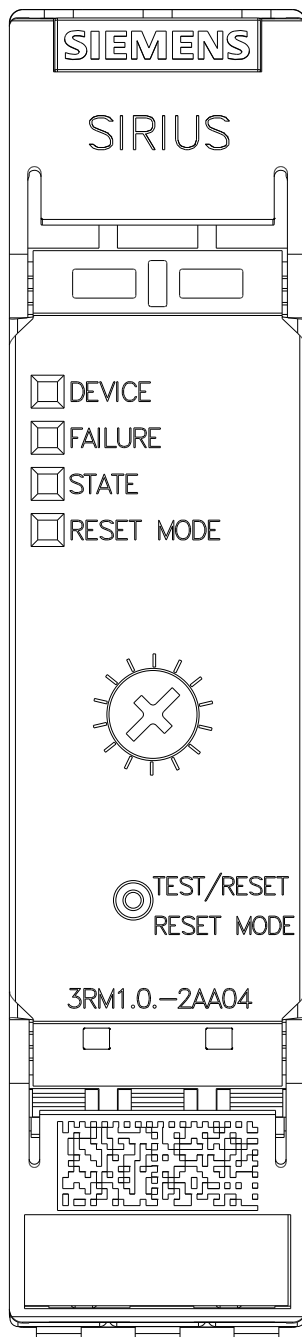 SIEMENS
SIRIUS
DEVICE
FAILURE
STATE
RESET MODE
TEST/RESET
RESET MODE
3RM1.0.-2AA04